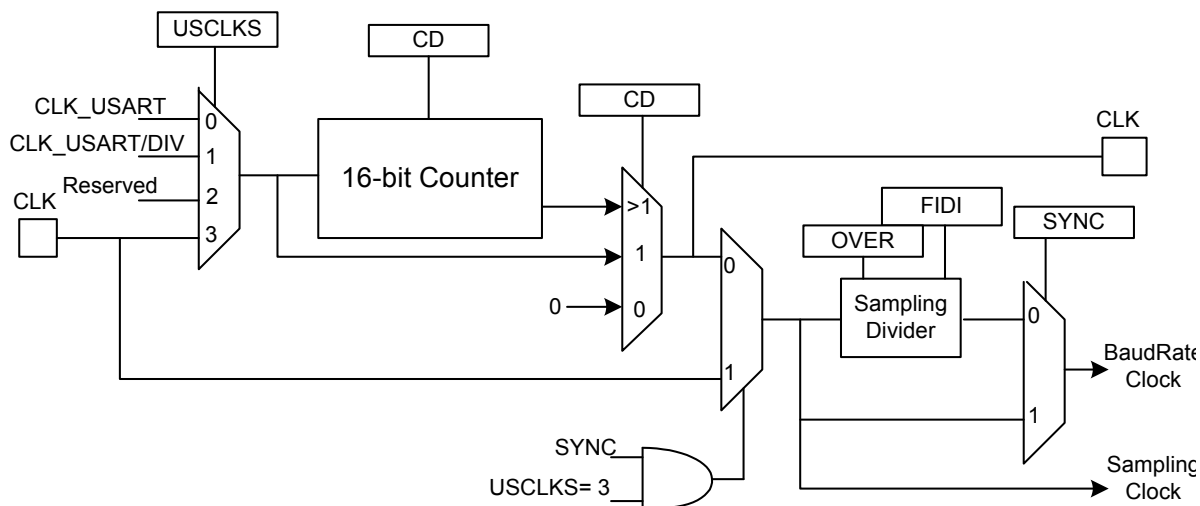 USCLKS
CD
CD
CLK_USART
0
CLK_USART/DIV
1
Reserved
2
CLK
3
16-bit Counter
>1
1
0
0
CLK
FIDI
OVER
SYNC
0
1
Sampling
Divider
0
1
BaudRate
Clock
SYNC
USCLKS= 3
Sampling
Clock